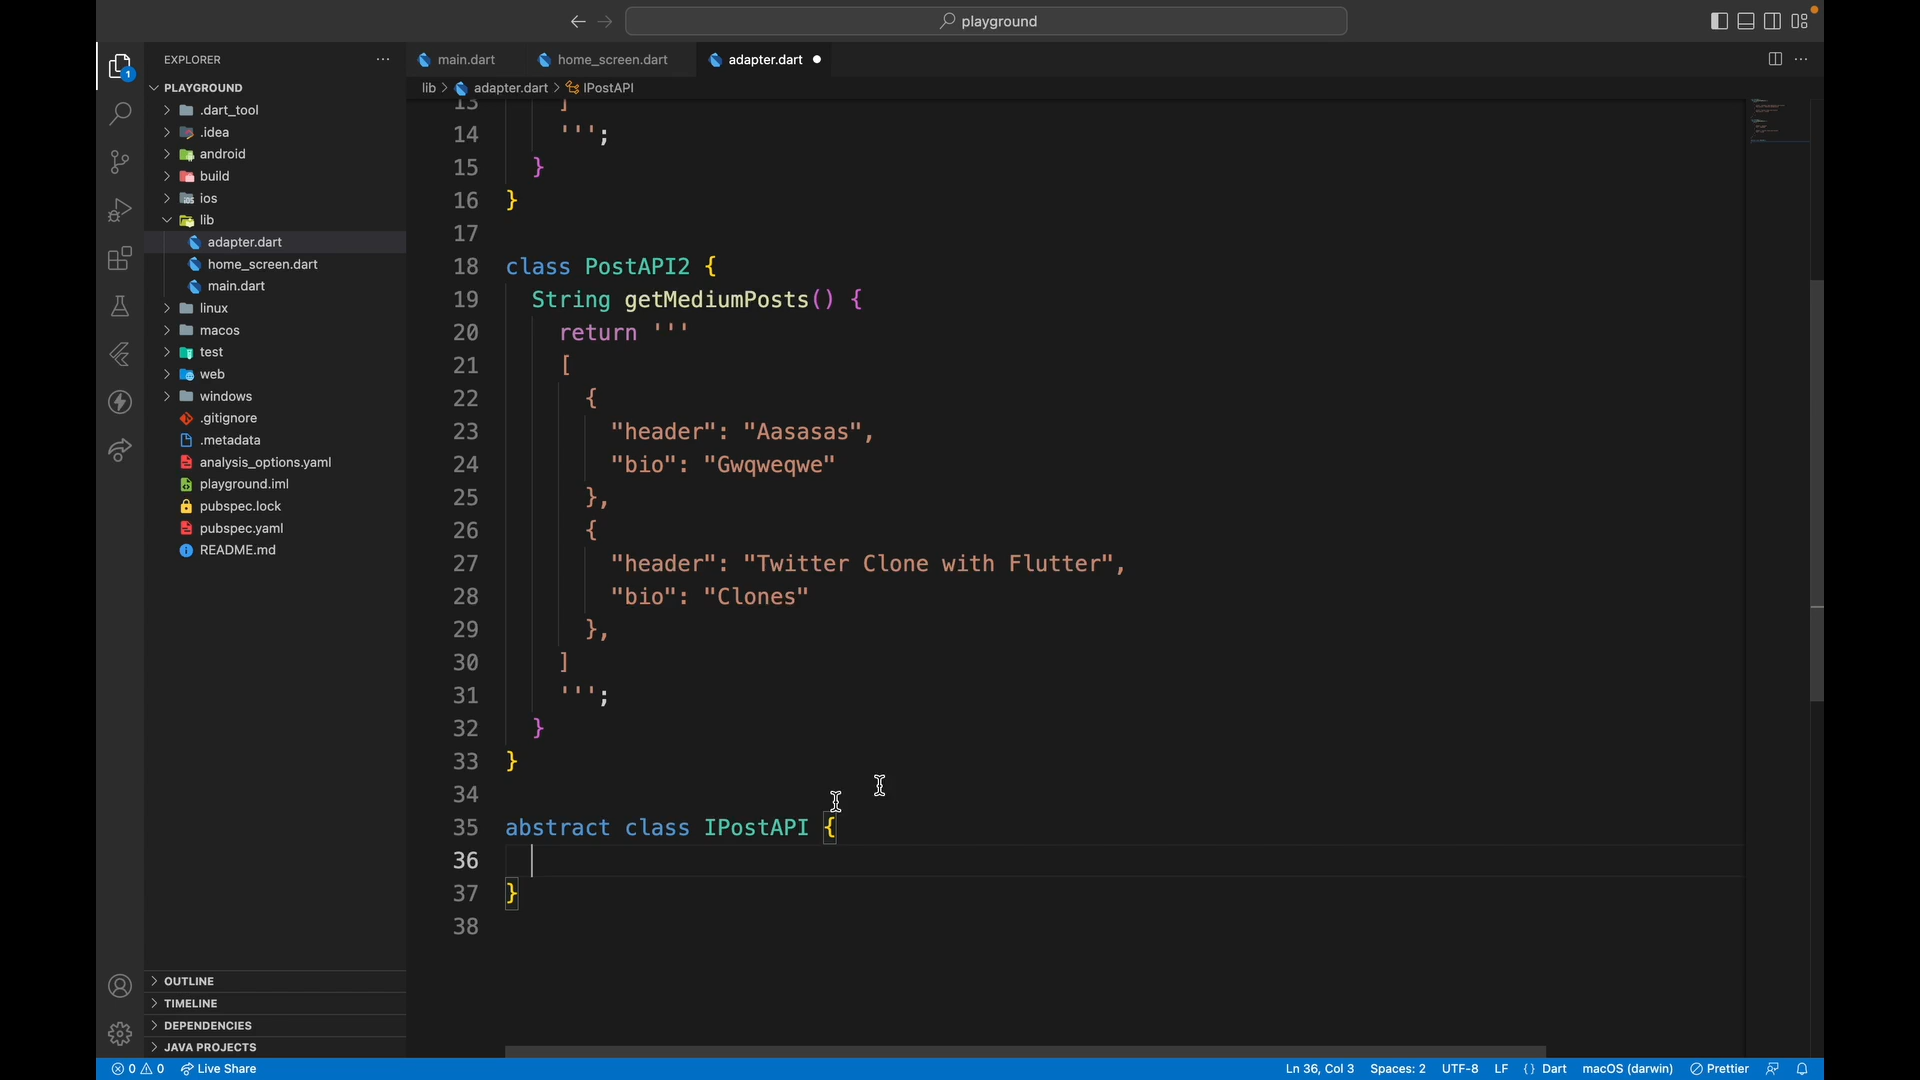 playground
EXPLORER
main.dart
home_screen.dart
adapter.dart
lib > adapter.dart > IPostAPI
PLAYGROUND
.dart_tool
.idea
android
build
ios
lib
adapter.dart
home_screen.dart
main.dart
linux
macos
test
web
windows
.gitignore
.metadata
analysis_options.yaml
playground.iml
pubspec.lock
pubspec.yaml
README.md
OUTLINE
TIMELINE
DEPENDENCIES
JAVA PROJECTS
13 ]
14 ''';
15 }
16 }
17
18 class PostAPI2 {
19 String getMediumPosts() {
20 return '''
21 [
22 {
23 "header": "Aasasas",
24 "bio": "Gwqweqwe"
25 },
26 {
27 "header": "Twitter Clone with Flutter",
28 "bio": "Clones"
29 },
30 ]
31 ''';
32 }
33 }
34
35 abstract class IPostAPI {
36
37 }
38
1
0 0 Live Share
Ln 36, Col 3 Spaces: 2 UTF-8 LF {} Dart macOS (darwin) Prettier